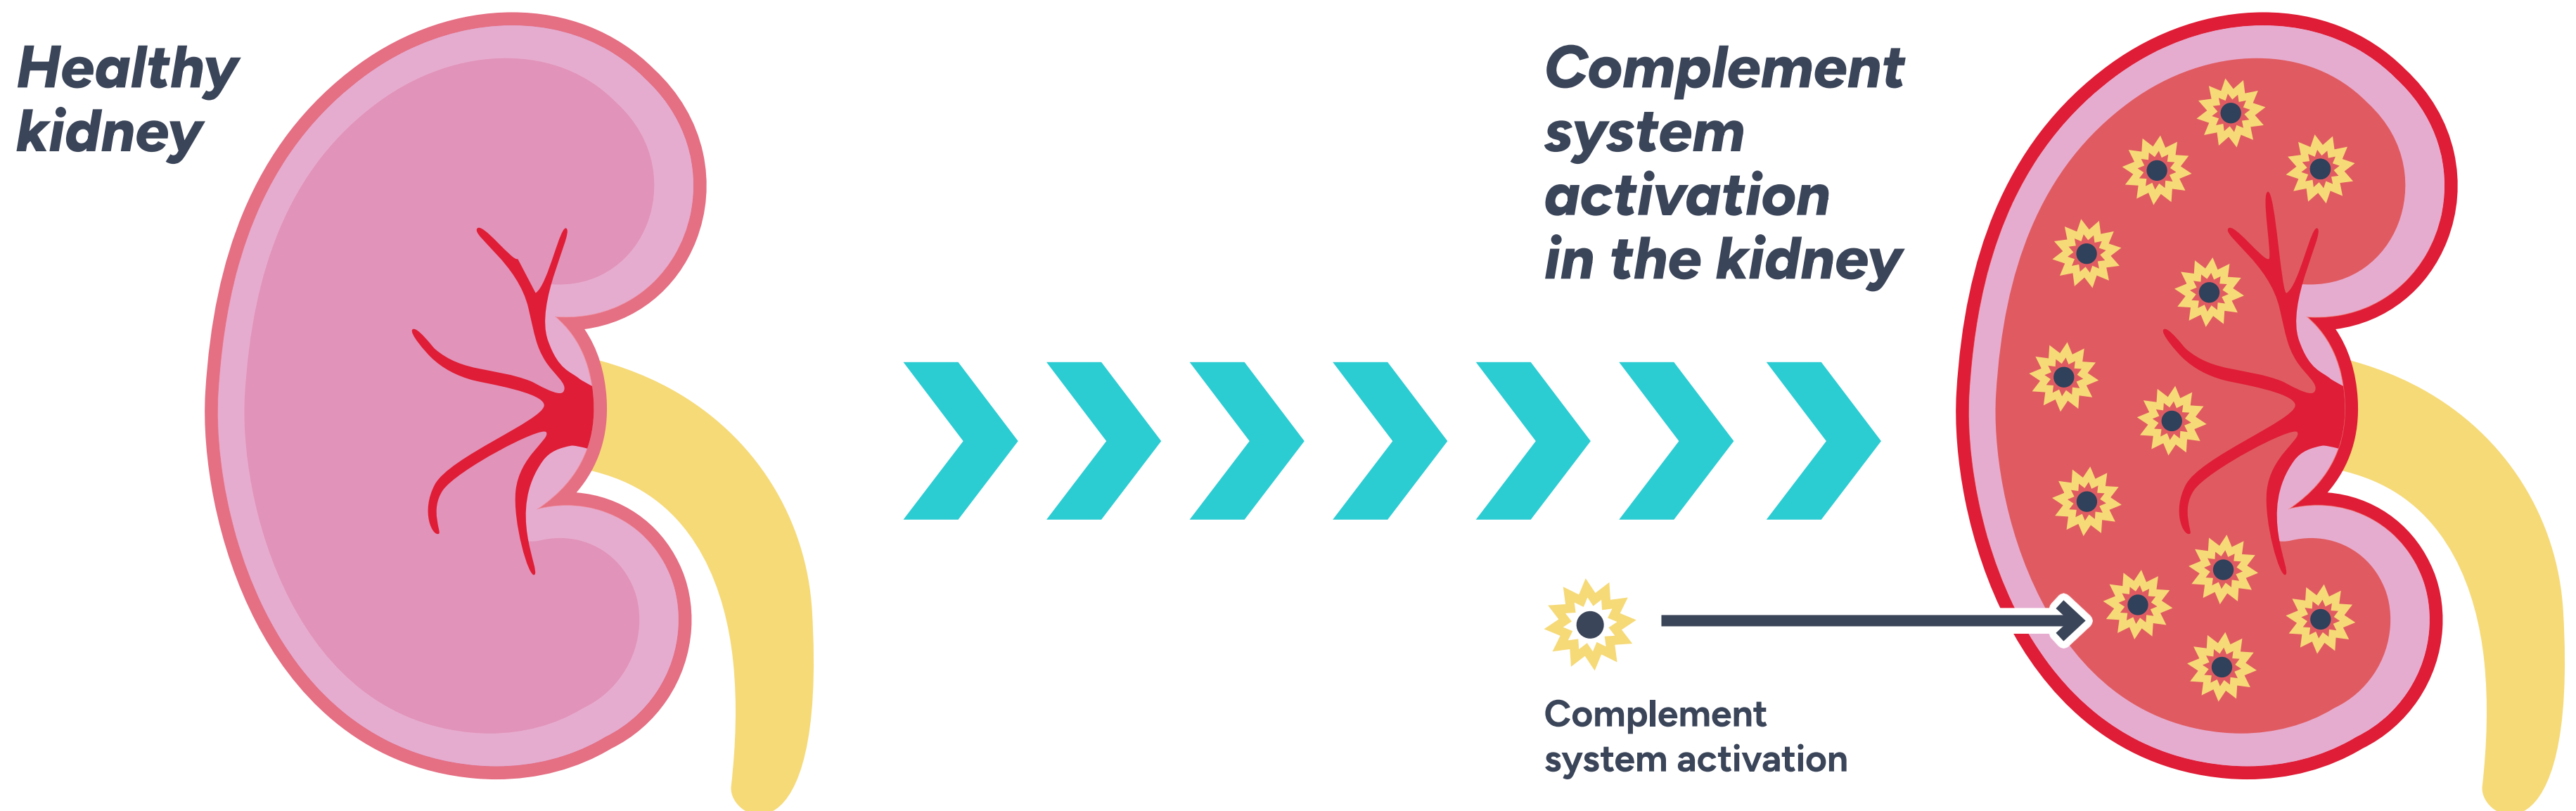 Healthy
kidney
Complement
system
activation
in the kidney
Complement
system activation